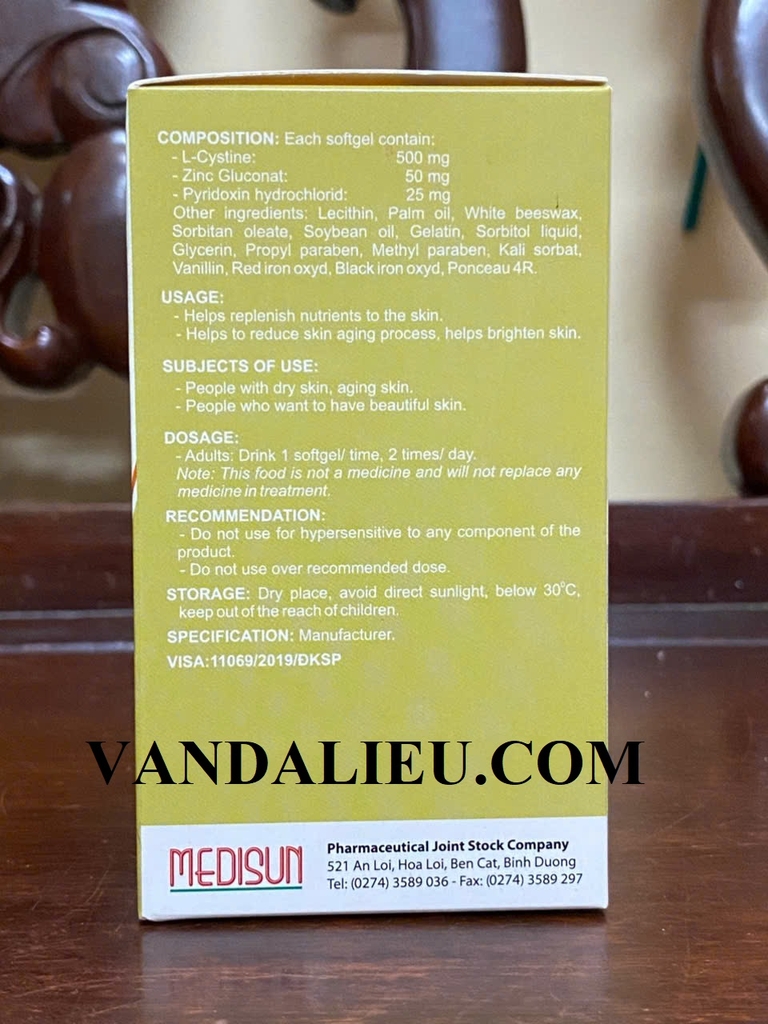 COMPOSITION: Each softgel contain:
- L-Cystine: 500 mg
- Zinc Gluconat: 50 mg
- Pyridoxin hydrochlorid: 25 mg
Other ingredients: Lecithin, Palm oil, White beeswax,
Sorbitan oleate, Soybean oil, Gelatin, Sorbitol liquid,
Glycerin, Propyl paraben, Methyl paraben, Kali sorbat,
Vanillin, Red iron oxyd, Black iron oxyd, Ponceau 4R.
USAGE:
- Helps replenish nutrients to the skin.
- Helps to reduce skin aging process, helps brighten skin.
SUBJECTS OF USE:
- People with dry skin, aging skin.
- People who want to have beautiful skin.
DOSAGE:
- Adults: Drink 1 softgel/ time, 2 times/ day.
Note: This food is not a medicine and will not replace any
medicine in treatment.
RECOMMENDATION:
- Do not use for hypersensitive to any component of the
product.
- Do not use over recommended dose.
STORAGE: Dry place, avoid direct sunlight, below 30°C,
keep out of the reach of children.
SPECIFICATION: Manufacturer.
VISA:11069/2019/ĐKSP
VANDALIEU.COM
MEDISUN
Pharmaceutical Joint Stock Company
521 An Loi, Hoa Loi, Ben Cat, Binh Duong
Tel: (0274) 3589 036 - Fax: (0274) 3589 297